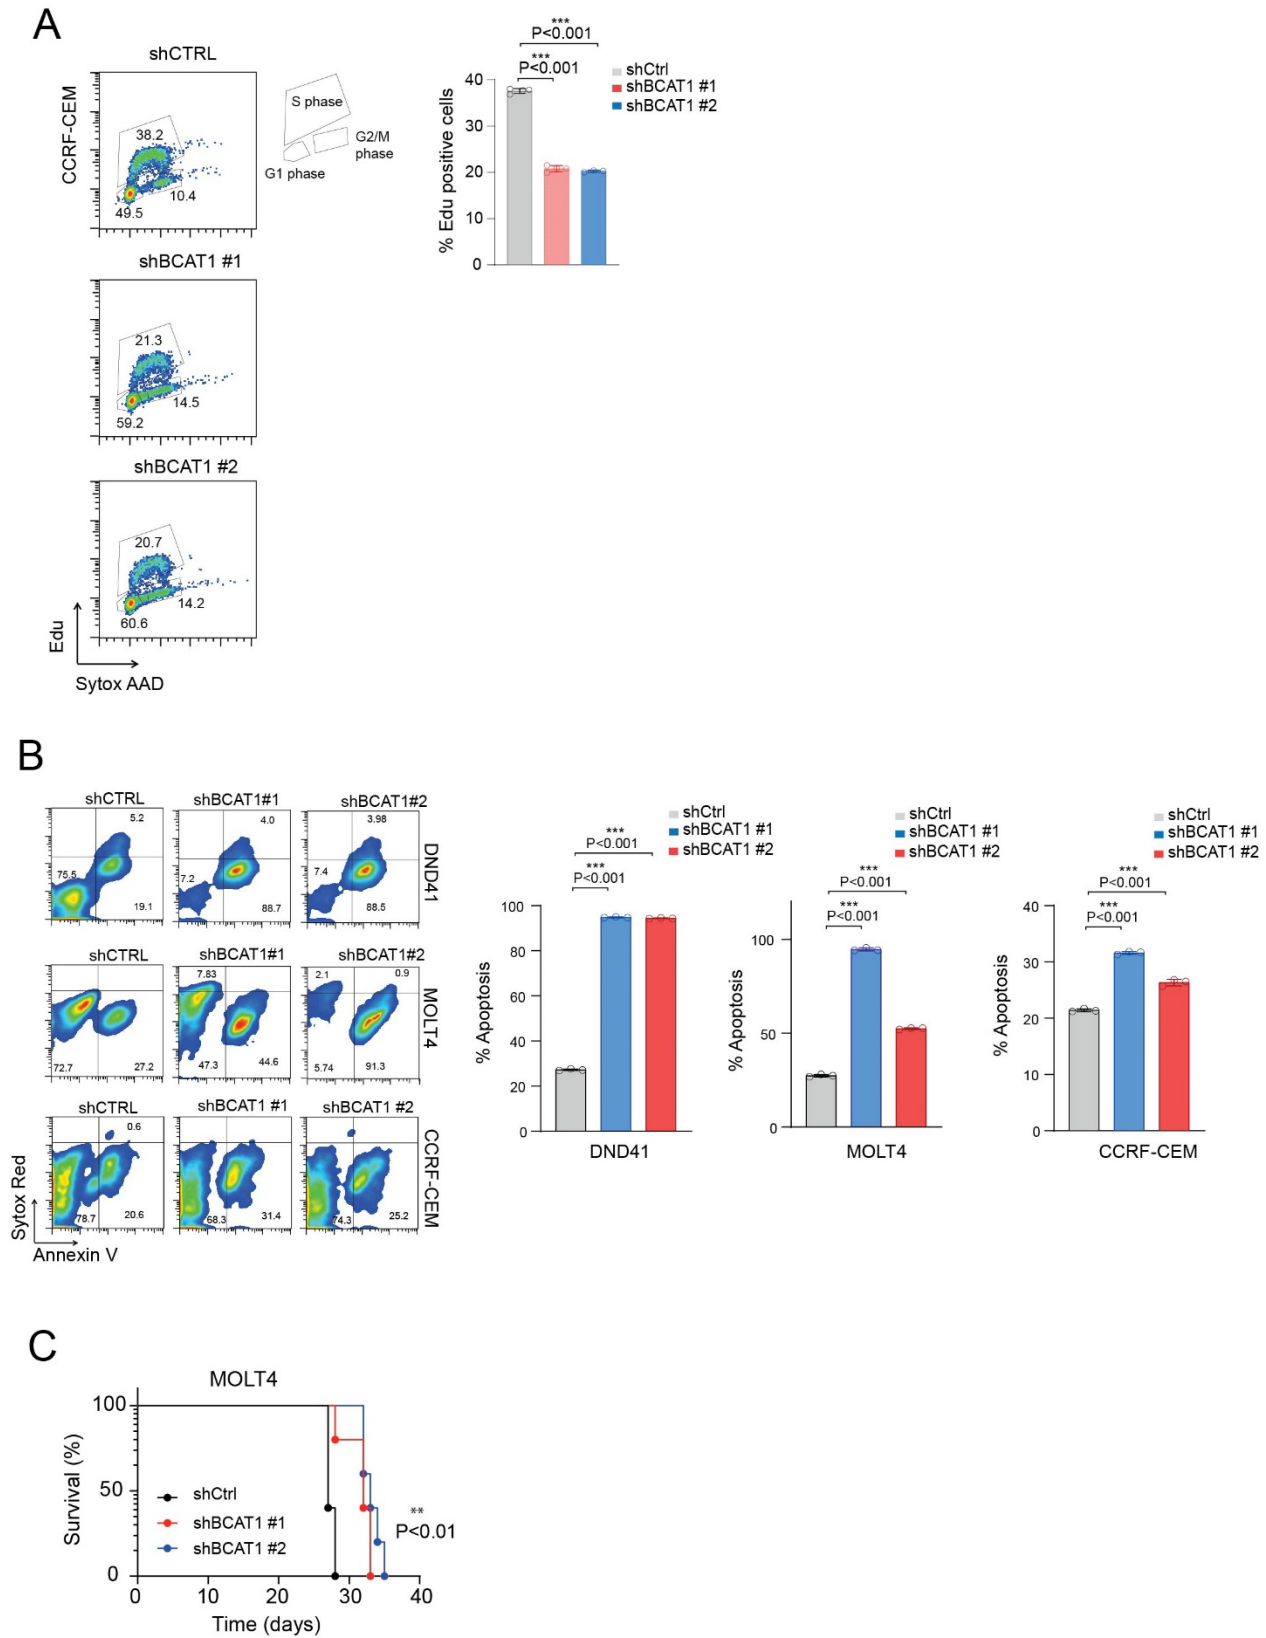 A
shCTRL
CCRF-CEM
38.2
10.4
49.5
S phase
G2/M
phase
G1 phase
shBCAT1 #1
21.3
14.5
59.2
shBCAT1 #2
20.7
14.2
60.6
Edu
Sytox AAD
***
P<0.001
***
P<0.001
shCtrl
shBCAT1 #1
shBCAT1 #2
% Edu positive cells
40
30
20
10
0
B
shCTRL
shBCAT1#1
shBCAT1#2
DND41
5.2
75.5
19.1
4.0
7.2
88.7
3.98
7.4
88.5
shCTRL
shBCAT1#1
shBCAT1#2
MOLT4
72.7
27.2
7.83
47.3
44.6
2.1
0.9
5.74
91.3
shCTRL
shBCAT1 #1
shBCAT1 #2
CCRF-CEM
0.6
78.7
20.6
68.3
31.4
74.3
25.2
Sytox Red
Annexin V
shCtrl
shBCAT1 #1
shBCAT1 #2
***
P<0.001
***
P<0.001
% Apoptosis
100
80
60
40
20
0
DND41
shCtrl
shBCAT1 #1
shBCAT1 #2
***
P<0.001
***
P<0.001
% Apoptosis
100
50
0
MOLT4
shCtrl
shBCAT1 #1
shBCAT1 #2
***
P<0.001
***
P<0.001
% Apoptosis
40
30
20
10
0
CCRF-CEM
C
MOLT4
Survival (%)
100
50
0
shCtrl
shBCAT1 #1
shBCAT1 #2
**
P<0.01
0 10 20 30 40
Time (days)